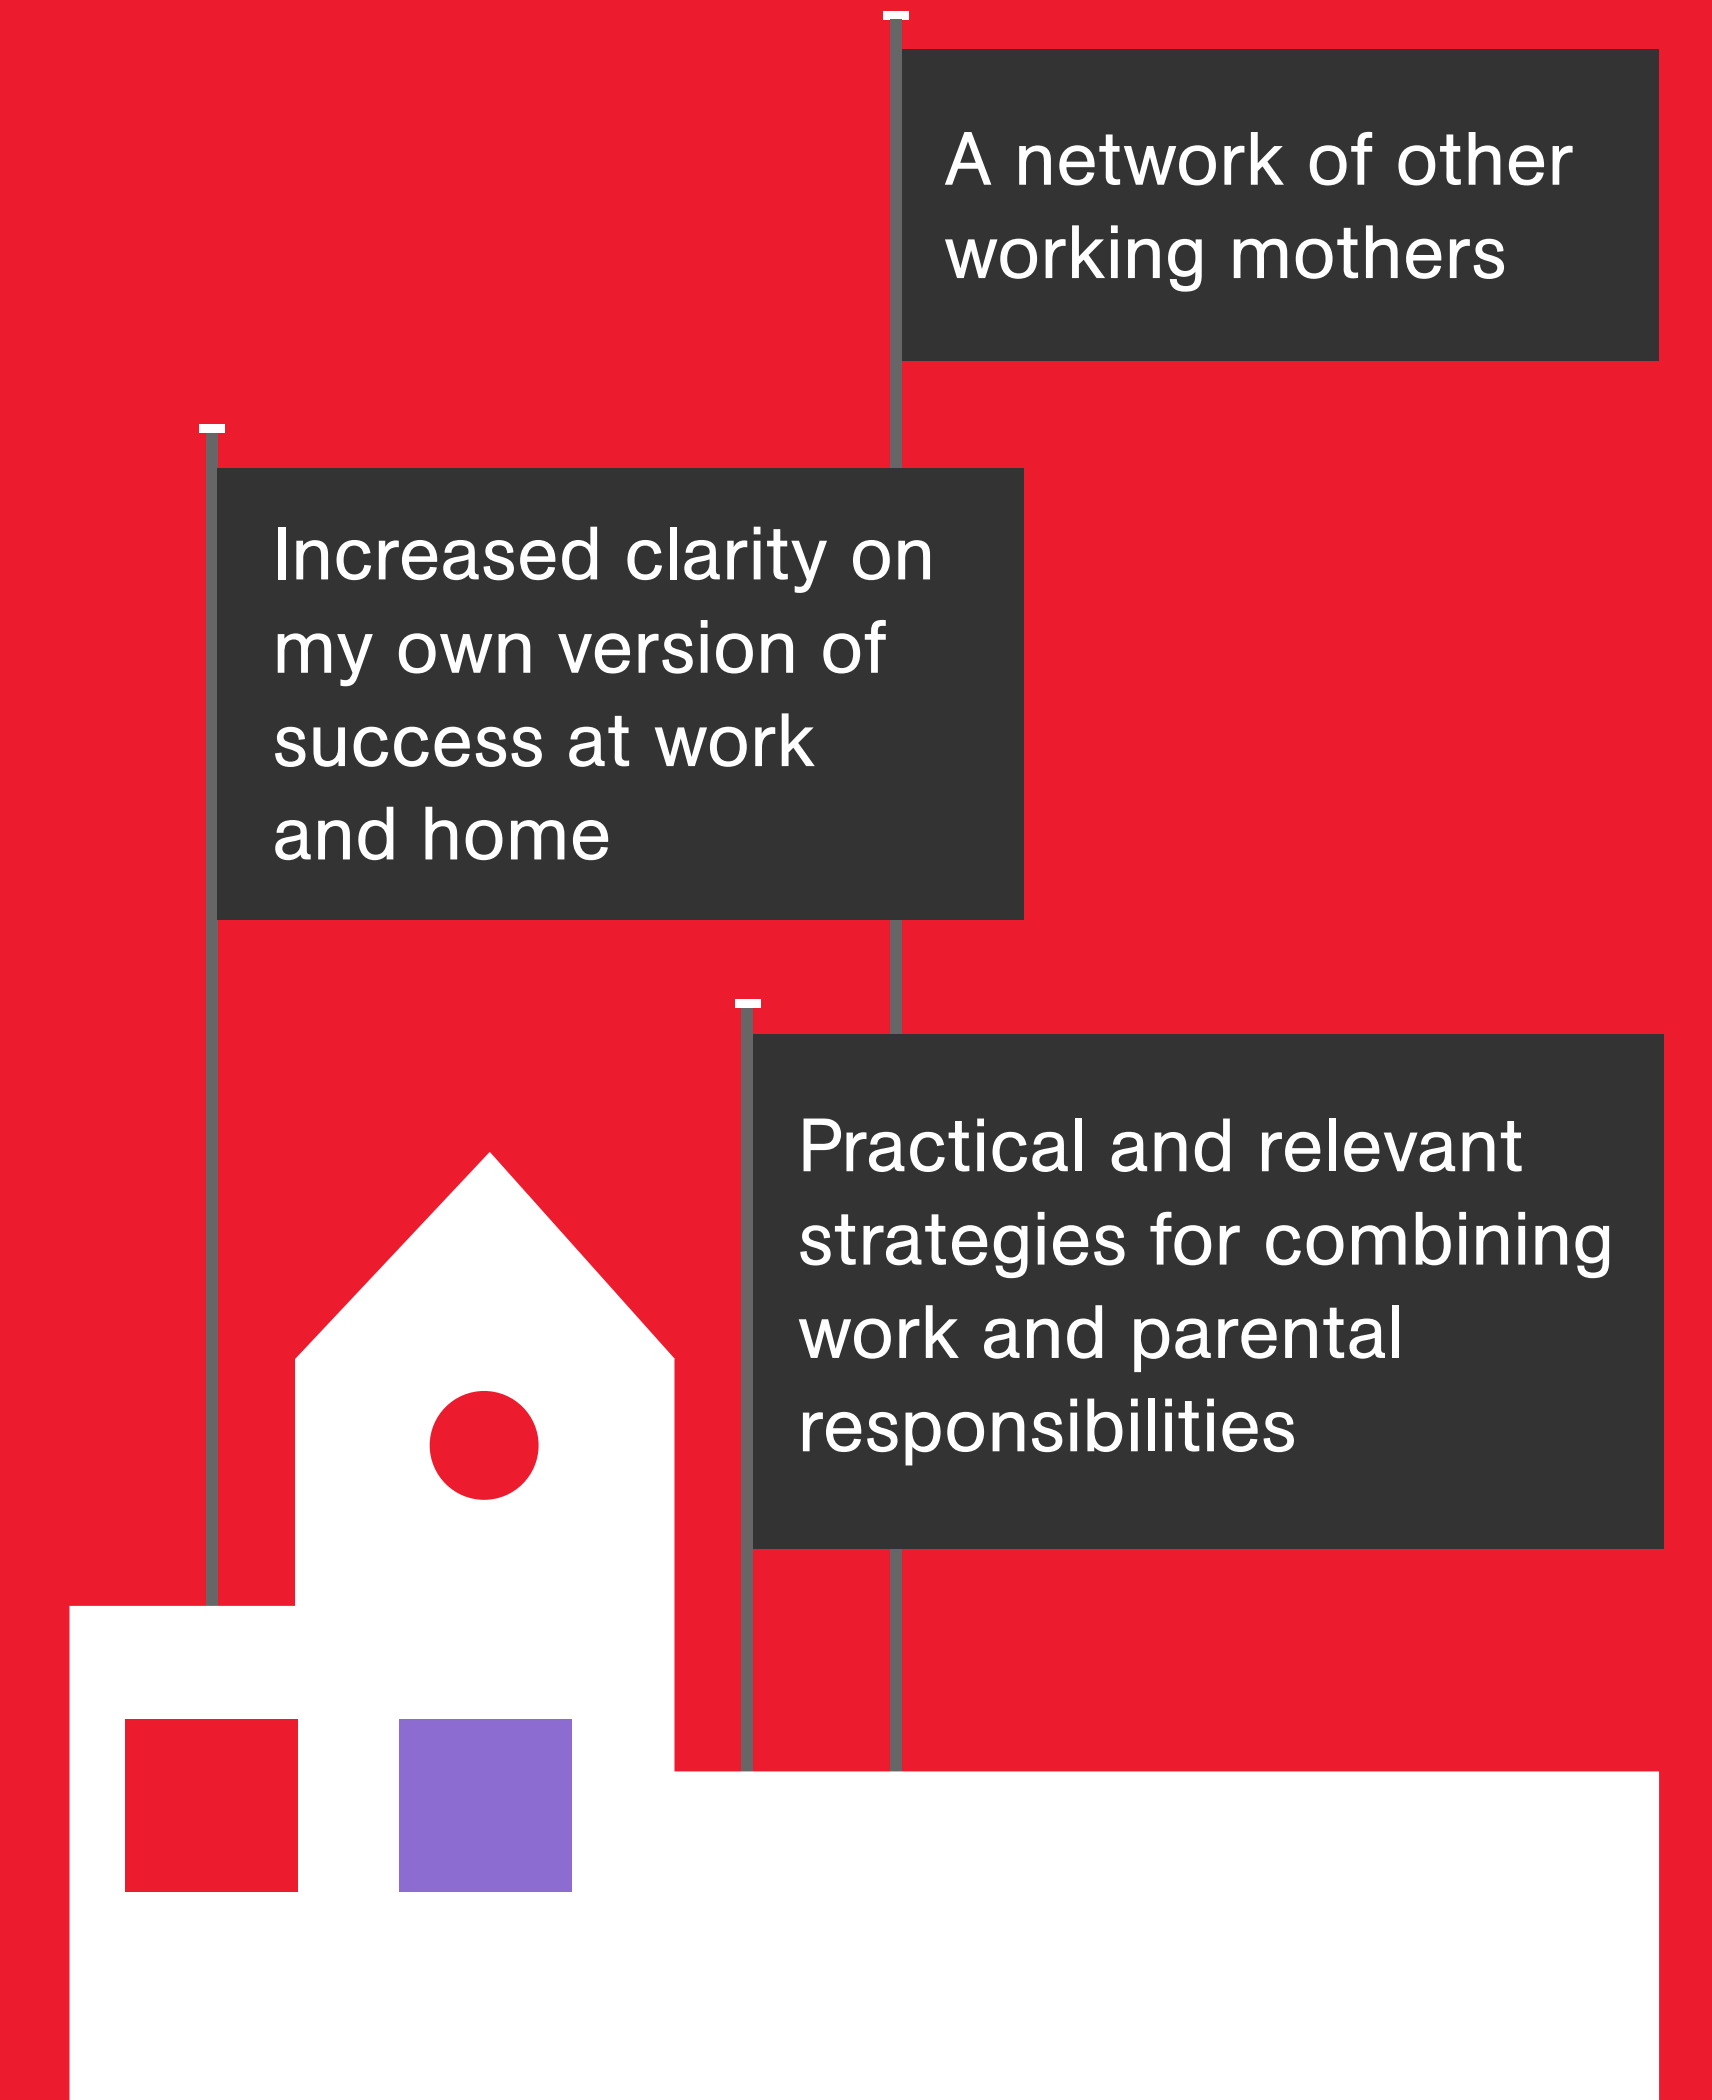 A network of other
working mothers
Increased clarity on
my own version of
success at work
and home
Practical and relevant
strategies for combining
work and parental
responsibilities